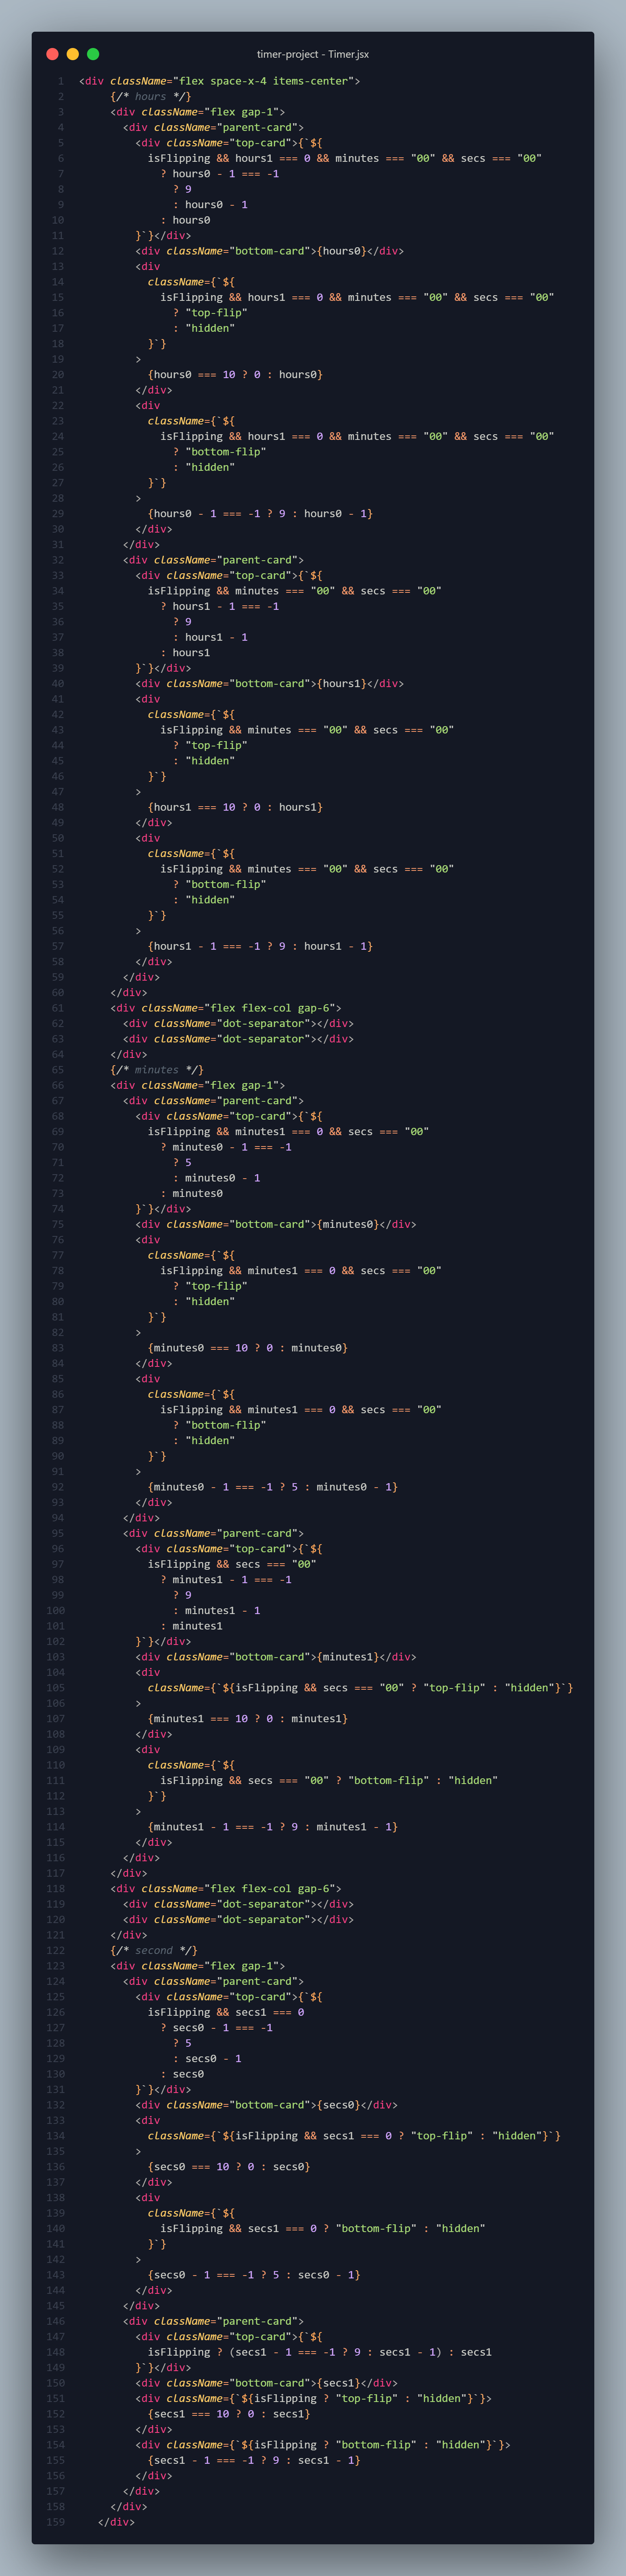 timer-project - Timer.jsx
1 <div className="flex space-x-4 items-center">
2 {/* hours */}
3 <div className="flex gap-1">
4 <div className="parent-card">
5 <div className="top-card">{`${
6 isFlipping && hours1 === 0 && minutes === "00" && secs === "00"
7 ? hours0 - 1 === -1
8 ? 9
9 : hours0 - 1
10 : hours0
11 }`}</div>
12 <div className="bottom-card">{hours0}</div>
13 <div
14 className={`${
15 isFlipping && hours1 === 0 && minutes === "00" && secs === "00"
16 ? "top-flip"
17 : "hidden"
18 }`}
19 >
20 {hours0 === 10 ? 0 : hours0}
21 </div>
22 <div
23 className={`${
24 isFlipping && hours1 === 0 && minutes === "00" && secs === "00"
25 ? "bottom-flip"
26 : "hidden"
27 }`}
28 >
29 {hours0 - 1 === -1 ? 9 : hours0 - 1}
30 </div>
31 </div>
32 <div className="parent-card">
33 <div className="top-card">{`${
34 isFlipping && minutes === "00" && secs === "00"
35 ? hours1 - 1 === -1
36 ? 9
37 : hours1 - 1
38 : hours1
39 }`}</div>
40 <div className="bottom-card">{hours1}</div>
41 <div
42 className={`${
43 isFlipping && minutes === "00" && secs === "00"
44 ? "top-flip"
45 : "hidden"
46 }`}
47 >
48 {hours1 === 10 ? 0 : hours1}
49 </div>
50 <div
51 className={`${
52 isFlipping && minutes === "00" && secs === "00"
53 ? "bottom-flip"
54 : "hidden"
55 }`}
56 >
57 {hours1 - 1 === -1 ? 9 : hours1 - 1}
58 </div>
59 </div>
60 </div>
61 <div className="flex flex-col gap-6">
62 <div className="dot-separator"></div>
63 <div className="dot-separator"></div>
64 </div>
65 {/* minutes */}
66 <div className="flex gap-1">
67 <div className="parent-card">
68 <div className="top-card">{`${
69 isFlipping && minutes1 === 0 && secs === "00"
70 ? minutes0 - 1 === -1
71 ? 5
72 : minutes0 - 1
73 : minutes0
74 }`}</div>
75 <div className="bottom-card">{minutes0}</div>
76 <div
77 className={`${
78 isFlipping && minutes1 === 0 && secs === "00"
79 ? "top-flip"
80 : "hidden"
81 }`}
82 >
83 {minutes0 === 10 ? 0 : minutes0}
84 </div>
85 <div
86 className={`${
87 isFlipping && minutes1 === 0 && secs === "00"
88 ? "bottom-flip"
89 : "hidden"
90 }`}
91 >
92 {minutes0 - 1 === -1 ? 5 : minutes0 - 1}
93 </div>
94 </div>
95 <div className="parent-card">
96 <div className="top-card">{`${
97 isFlipping && secs === "00"
98 ? minutes1 - 1 === -1
99 ? 9
100 : minutes1 - 1
101 : minutes1
102 }`}</div>
103 <div className="bottom-card">{minutes1}</div>
104 <div
105 className={`${isFlipping && secs === "00" ? "top-flip" : "hidden"}`}
106 >
107 {minutes1 === 10 ? 0 : minutes1}
108 </div>
109 <div
110 className={`${
111 isFlipping && secs === "00" ? "bottom-flip" : "hidden"
112 }`}
113 >
114 {minutes1 - 1 === -1 ? 9 : minutes1 - 1}
115 </div>
116 </div>
117 </div>
118 <div className="flex flex-col gap-6">
119 <div className="dot-separator"></div>
120 <div className="dot-separator"></div>
121 </div>
122 {/* second */}
123 <div className="flex gap-1">
124 <div className="parent-card">
125 <div className="top-card">{`${
126 isFlipping && secs1 === 0
127 ? secs0 - 1 === -1
128 ? 5
129 : secs0 - 1
130 : secs0
131 }`}</div>
132 <div className="bottom-card">{secs0}</div>
133 <div
134 className={`${isFlipping && secs1 === 0 ? "top-flip" : "hidden"}`}
135 >
136 {secs0 === 10 ? 0 : secs0}
137 </div>
138 <div
139 className={`${
140 isFlipping && secs1 === 0 ? "bottom-flip" : "hidden"
141 }`}
142 >
143 {secs0 - 1 === -1 ? 5 : secs0 - 1}
144 </div>
145 </div>
146 <div className="parent-card">
147 <div className="top-card">{`${
148 isFlipping ? (secs1 - 1 === -1 ? 9 : secs1 - 1) : secs1
149 }`}</div>
150 <div className="bottom-card">{secs1}</div>
151 <div className={`${isFlipping ? "top-flip" : "hidden"}`}>
152 {secs1 === 10 ? 0 : secs1}
153 </div>
154 <div className={`${isFlipping ? "bottom-flip" : "hidden"}`}>
155 {secs1 - 1 === -1 ? 9 : secs1 - 1}
156 </div>
157 </div>
158 </div>
159 </div>